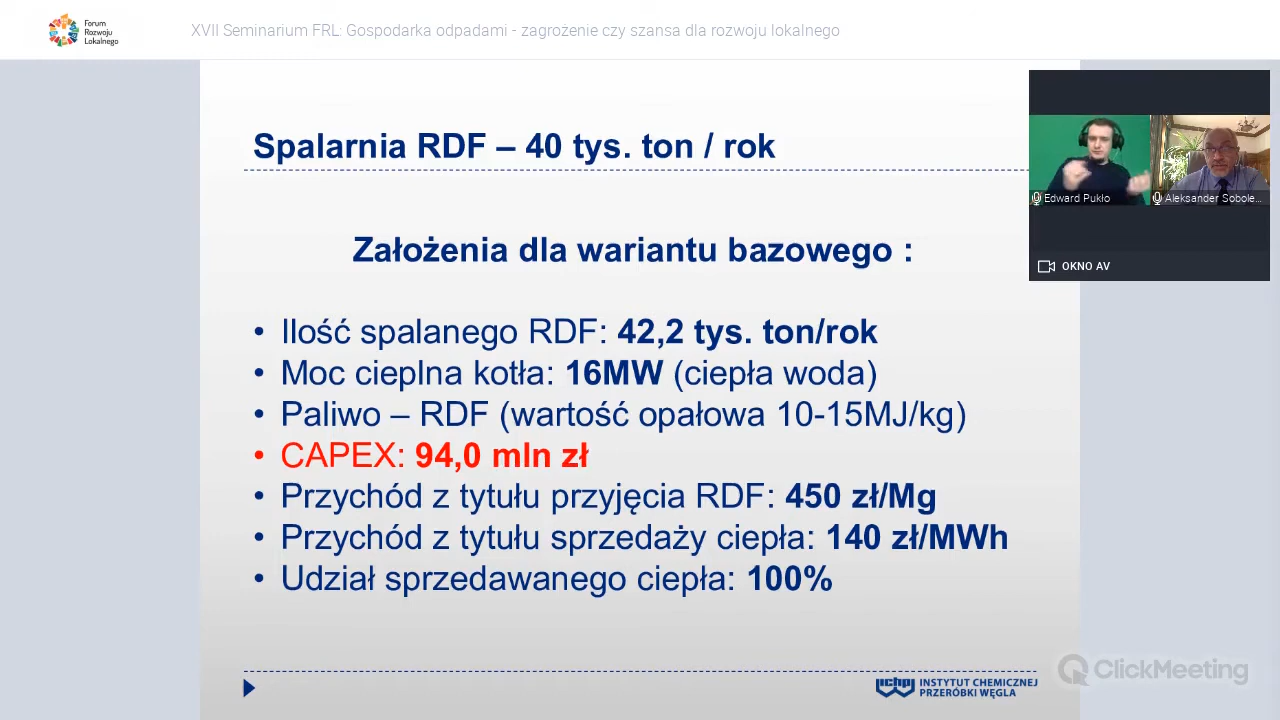 Forum
Rozwoju
Lokalnego
XVII Seminarium FRL: Gospodarka odpadami - zagrożenie czy szansa dla rozwoju lokalnego
Spalarnia RDF – 40 tys. ton / rok
Edward Pukło
Aleksander Sobole...
OKNO AV
Założenia dla wariantu bazowego :
• Ilość spalanego RDF: 42,2 tys. ton/rok
• Moc cieplna kotła: 16MW (ciepła woda)
• Paliwo – RDF (wartość opałowa 10-15MJ/kg)
• CAPEX: 94,0 mln zł
• Przychód z tytułu przyjęcia RDF: 450 zł/Mg
• Przychód z tytułu sprzedaży ciepła: 140 zł/MWh
• Udział sprzedawanego ciepła: 100%
ichpw
INSTYTUT CHEMICZNEJ
PRZERÓBKI WĘGLA
ClickMeeting